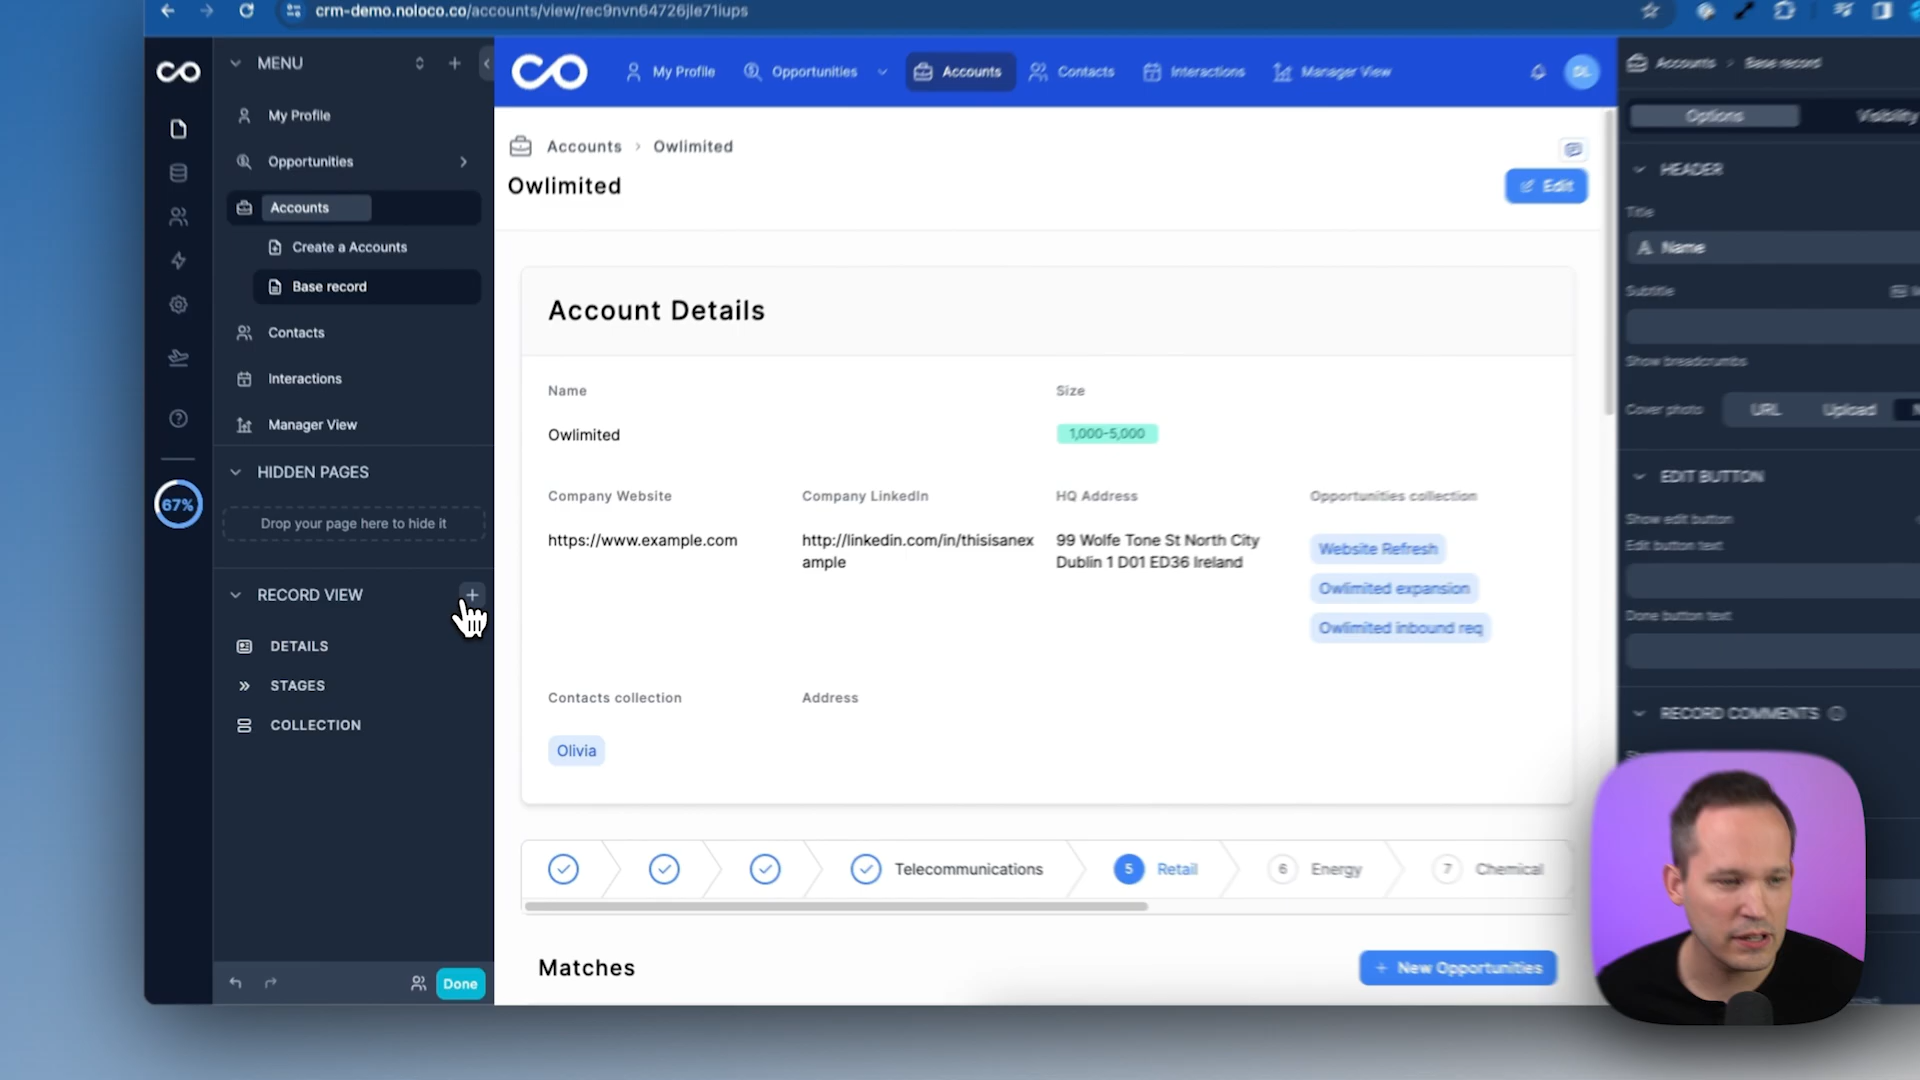 crm-demo.noloco.co/accounts/view/rec9nvn64726jle71iups
MENU
My Profile
Opportunities
Accounts
Create a Accounts
Base record
Contacts
Interactions
Manager View
HIDDEN PAGES
Drop your page here to hide it
RECORD VIEW
DETAILS
STAGES
COLLECTION
67%
Done
My Profile
Opportunities
Accounts
Contacts
Interactions
Manager View
DL
Accounts > Owlimited
Owlimited
Edit
Account Details
Name
Owlimited
Size
1,000-5,000
Company Website
https://www.example.com
Company LinkedIn
http://linkedin.com/in/thisisanex
ample
HQ Address
99 Wolfe Tone St North City
Dublin 1 D01 ED36 Ireland
Opportunities collection
Website Refresh
Owlimited expansion
Owlimited inbound req
Contacts collection
Olivia
Address
Telecommunications
5 Retail
6 Energy
7 Chemical
Matches
+ New Opportunities
Accounts > Base record
Options
Visibility
HEADER
Title
Name
Subtitle
Show breadcrumbs
Cover photo
URL
Upload
EDIT BUTTON
Show edit button
Edit button text
Done button text
RECORD COMMENTS